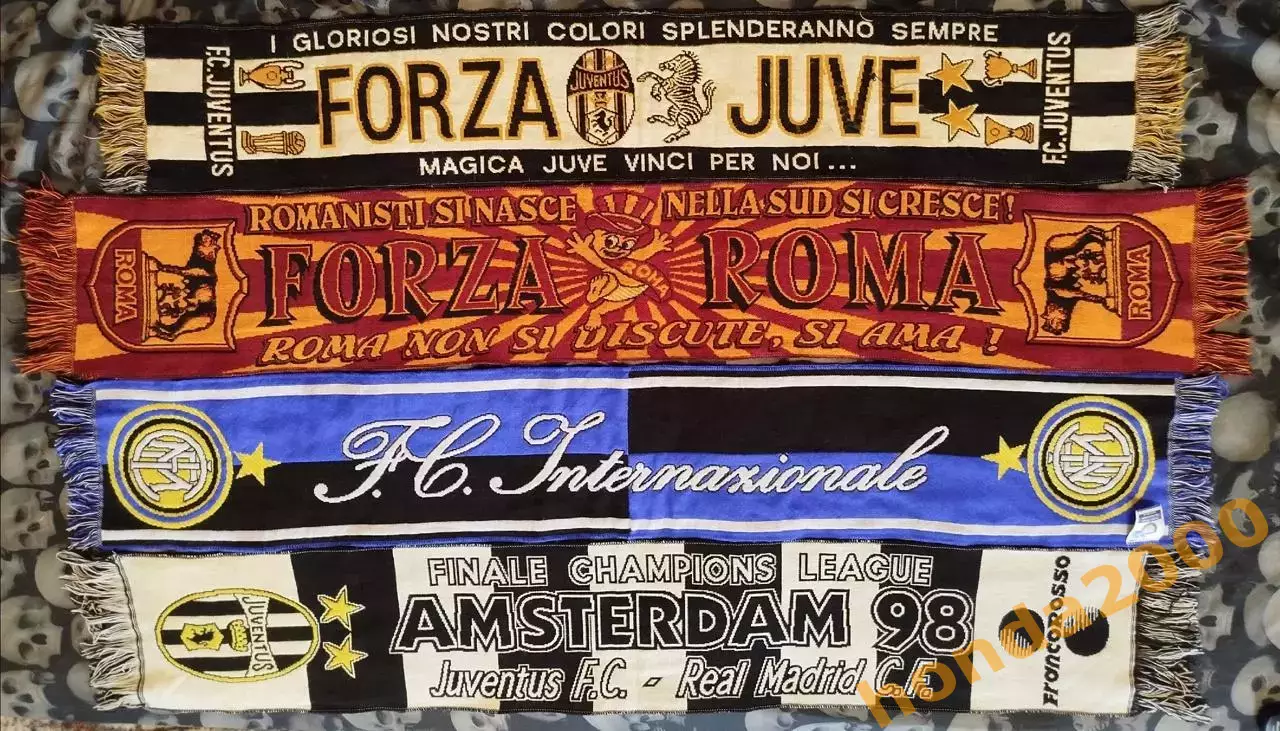 I GLORIOSI NOSTRI COLORI SPLENDERANNO SEMPRE
F.C. JUVENTUS
FORZA JUVENTUS JUVE
F.C. JUVENTUS
MAGICA JUVE VINCI PER NOI...
ROMANISTI SI NASCE NELLA SUD SI CRESCE!
ROMA FORZA ROMA ROMA
ROMA NON SI DISCUTE, SI AMA!
F.C. Internazionale
FINALE CHAMPIONS LEAGUE
JUVENTUS
AMSTERDAM 98
Juventus F.C. - Real Madrid C.F.
Francorosso
honda2000